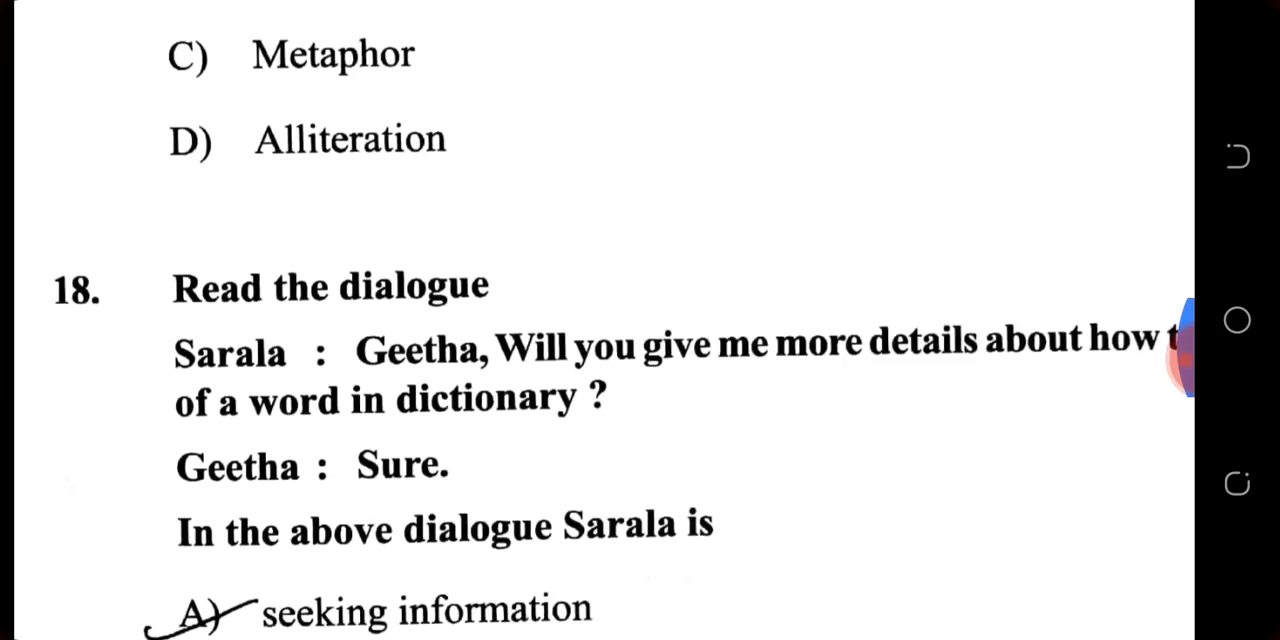 C) Metaphor
D) Alliteration
18. Read the dialogue
Sarala : Geetha, Will you give me more details about how
of a word in dictionary ?
Geetha : Sure.
In the above dialogue Sarala is
A) seeking information